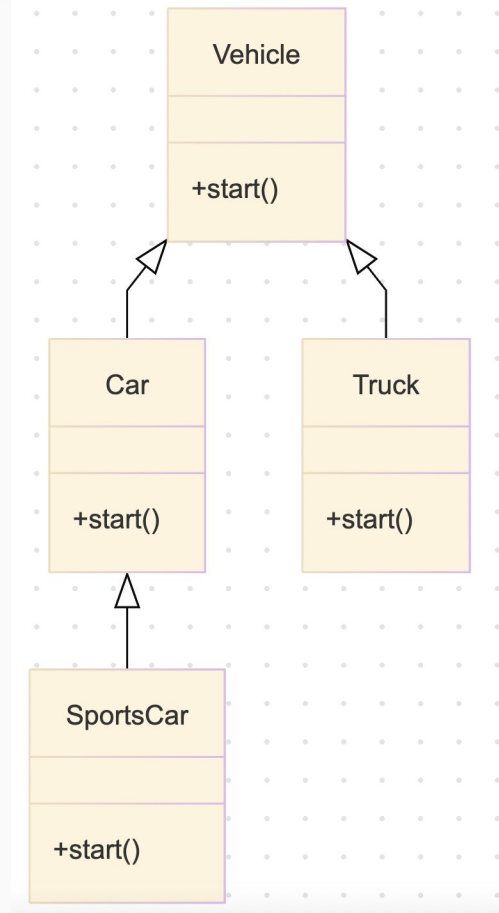 Vehicle
+start()
Car
Truck
+start()
+start()
SportsCar
+start()